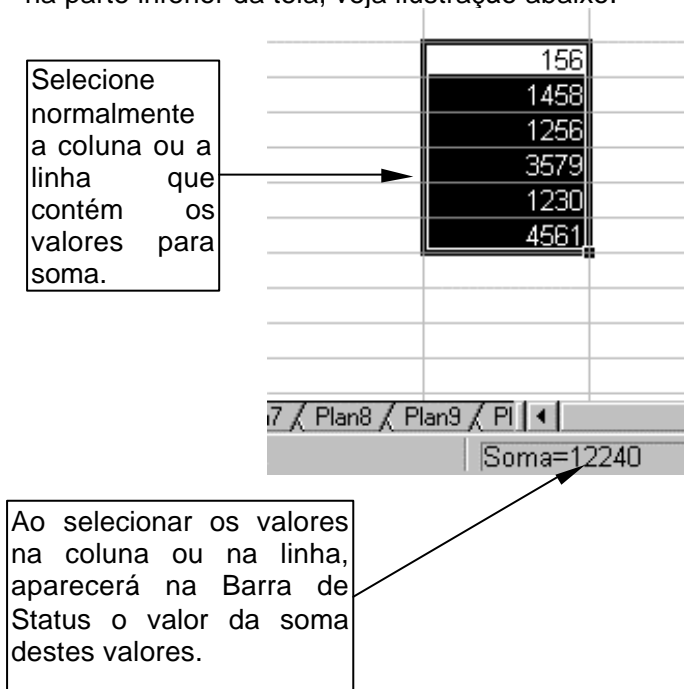 na parte inferior da tela, veja ilustração abaixo:
Selecione
normalmente
a coluna ou a
linha que
contém os
valores para
soma.
156
1458
1256
3579
1230
4561
Plan8 / Plan9 / Pl
Soma=12240
Ao selecionar os valores
na coluna ou na linha,
aparecerá na Barra de
Status o valor da soma
destes valores.